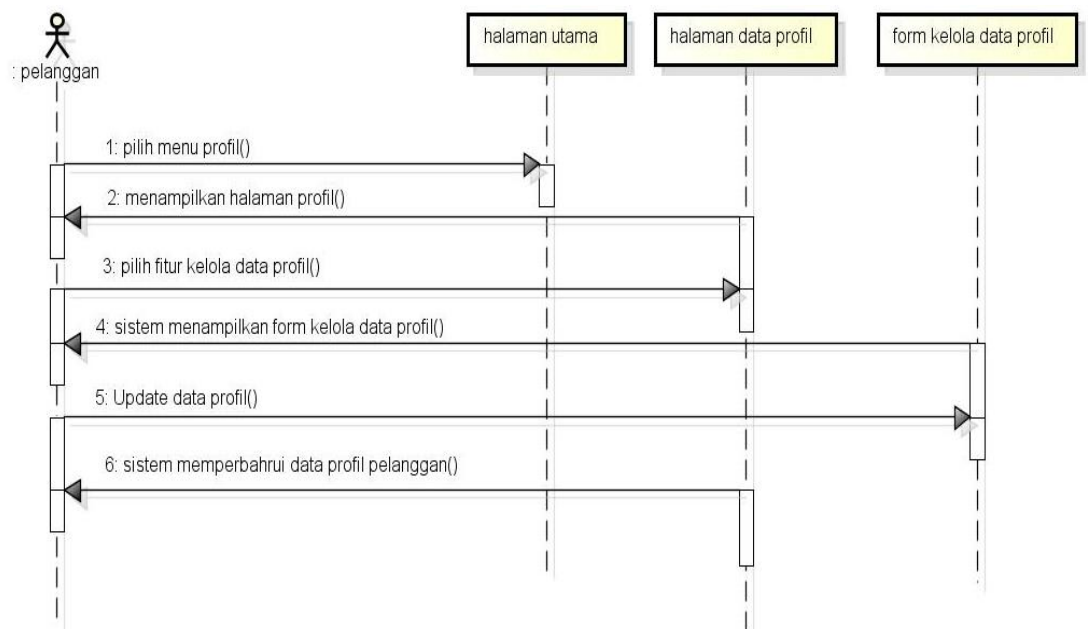 : pelanggan
halaman utama
halaman data profil
form kelola data profil
1: pilih menu profil()
2: menampilkan halaman profil()
3: pilih fitur kelola data profil()
4: sistem menampilkan form kelola data profil()
5: Update data profil()
6: sistem memperbahrui data profil pelanggan()